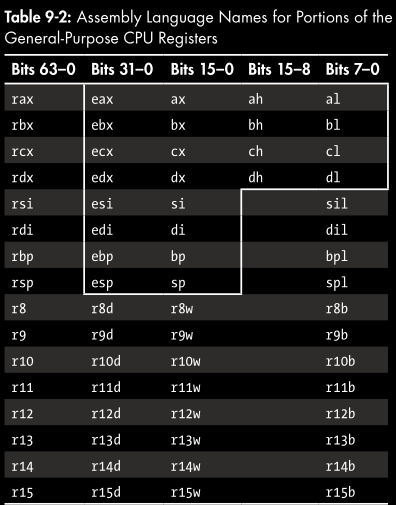 Table 9-2: Assembly Language Names for Portions of the
General-Purpose CPU Registers
Bits 63–0 Bits 31–0 Bits 15–0 Bits 15–8 Bits 7–0
rax eax ax ah al
rbx ebx bx bh bl
rcx ecx cx ch cl
rdx edx dx dh dl
rsi esi si sil
rdi edi di dil
rbp ebp bp bpl
rsp esp sp spl
r8 r8d r8w r8b
r9 r9d r9w r9b
r10 r10d r10w r10b
r11 r11d r11w r11b
r12 r12d r12w r12b
r13 r13d r13w r13b
r14 r14d r14w r14b
r15 r15d r15w r15b